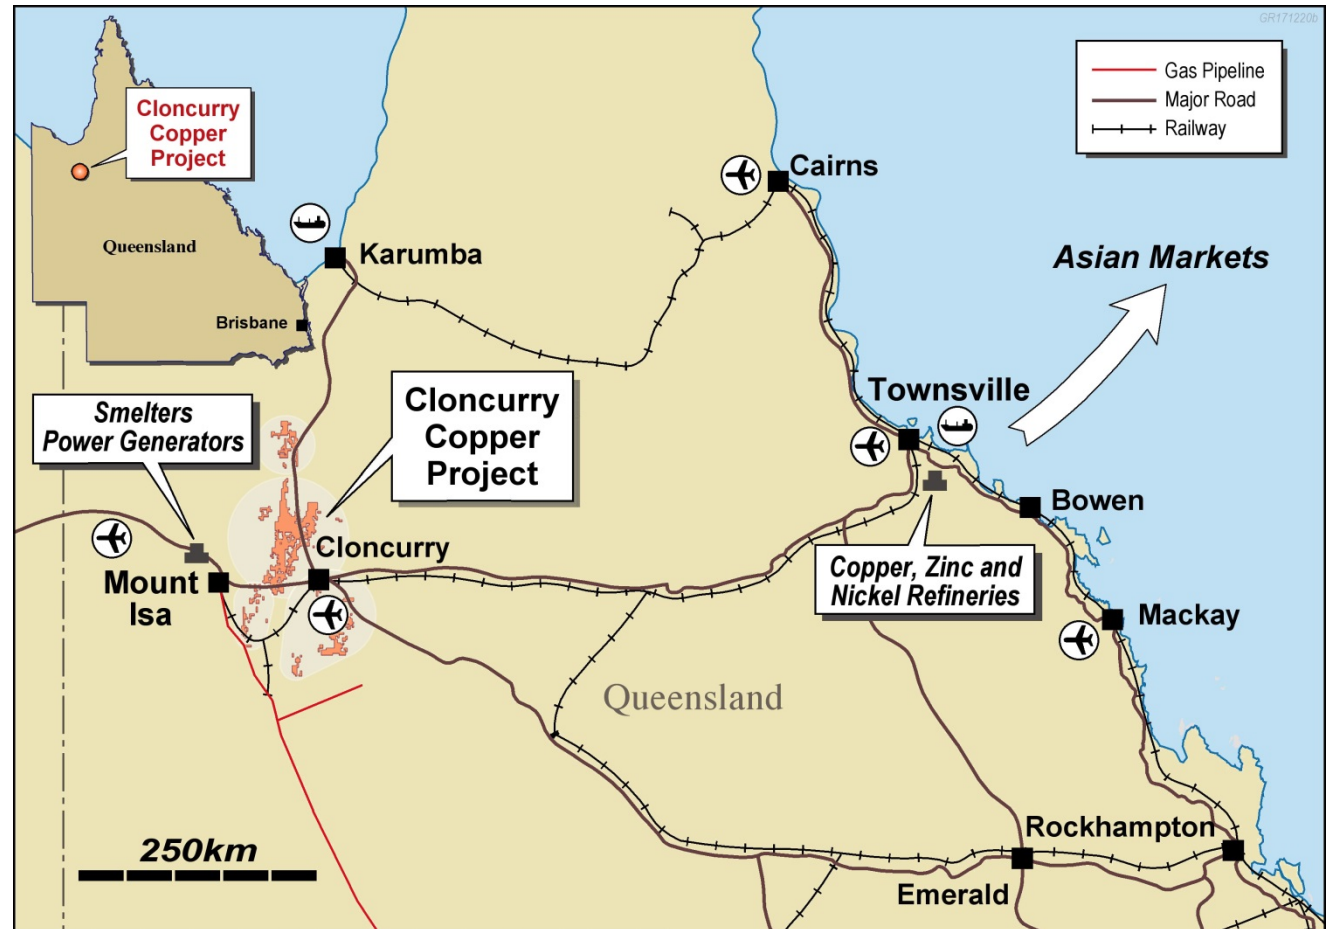 GR171220b
Gas Pipeline
Major Road
Railway
Cloncurry
Copper
Project
Queensland
Brisbane
Cairns
Karumba
Asian Markets
Smelters
Power Generators
Cloncurry
Copper
Project
Townsville
Bowen
Cloncurry
Mount
Isa
Copper, Zinc and
Nickel Refineries
Mackay
Queensland
250km
Rockhampton
Emerald